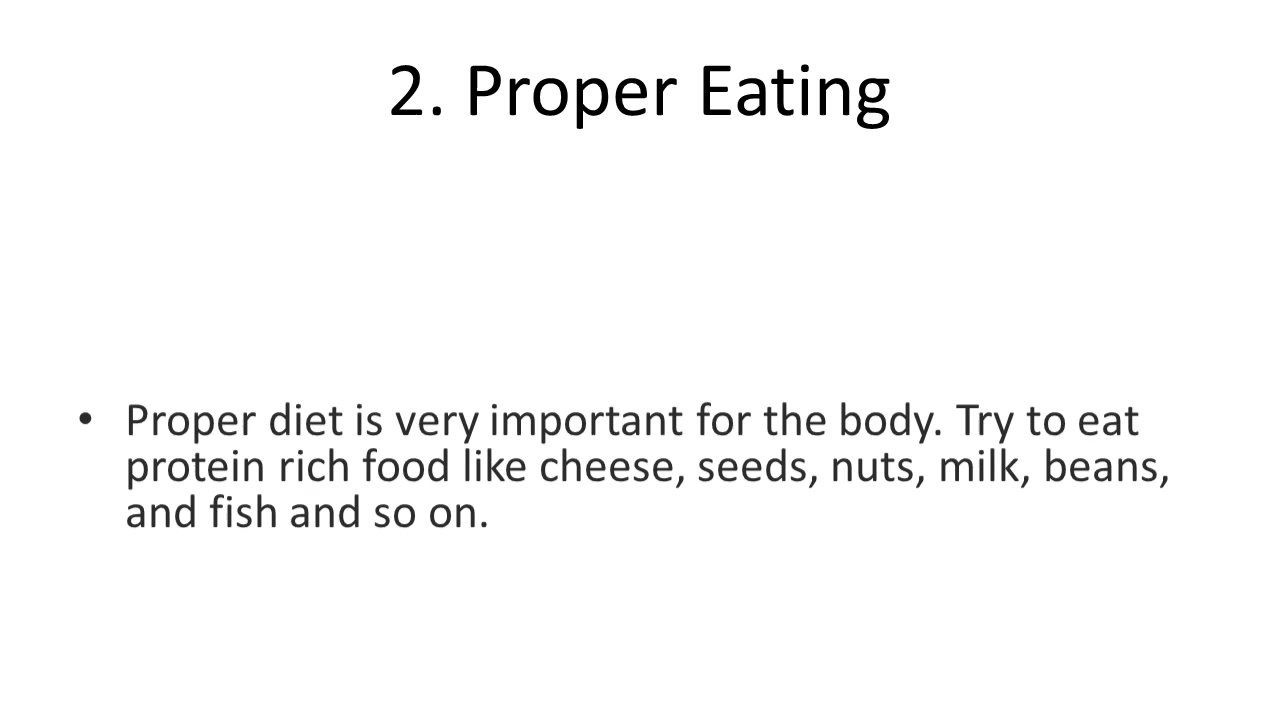 2. Proper Eating
• Proper diet is very important for the body. Try to eat
protein rich food like cheese, seeds, nuts, milk, beans,
and fish and so on.